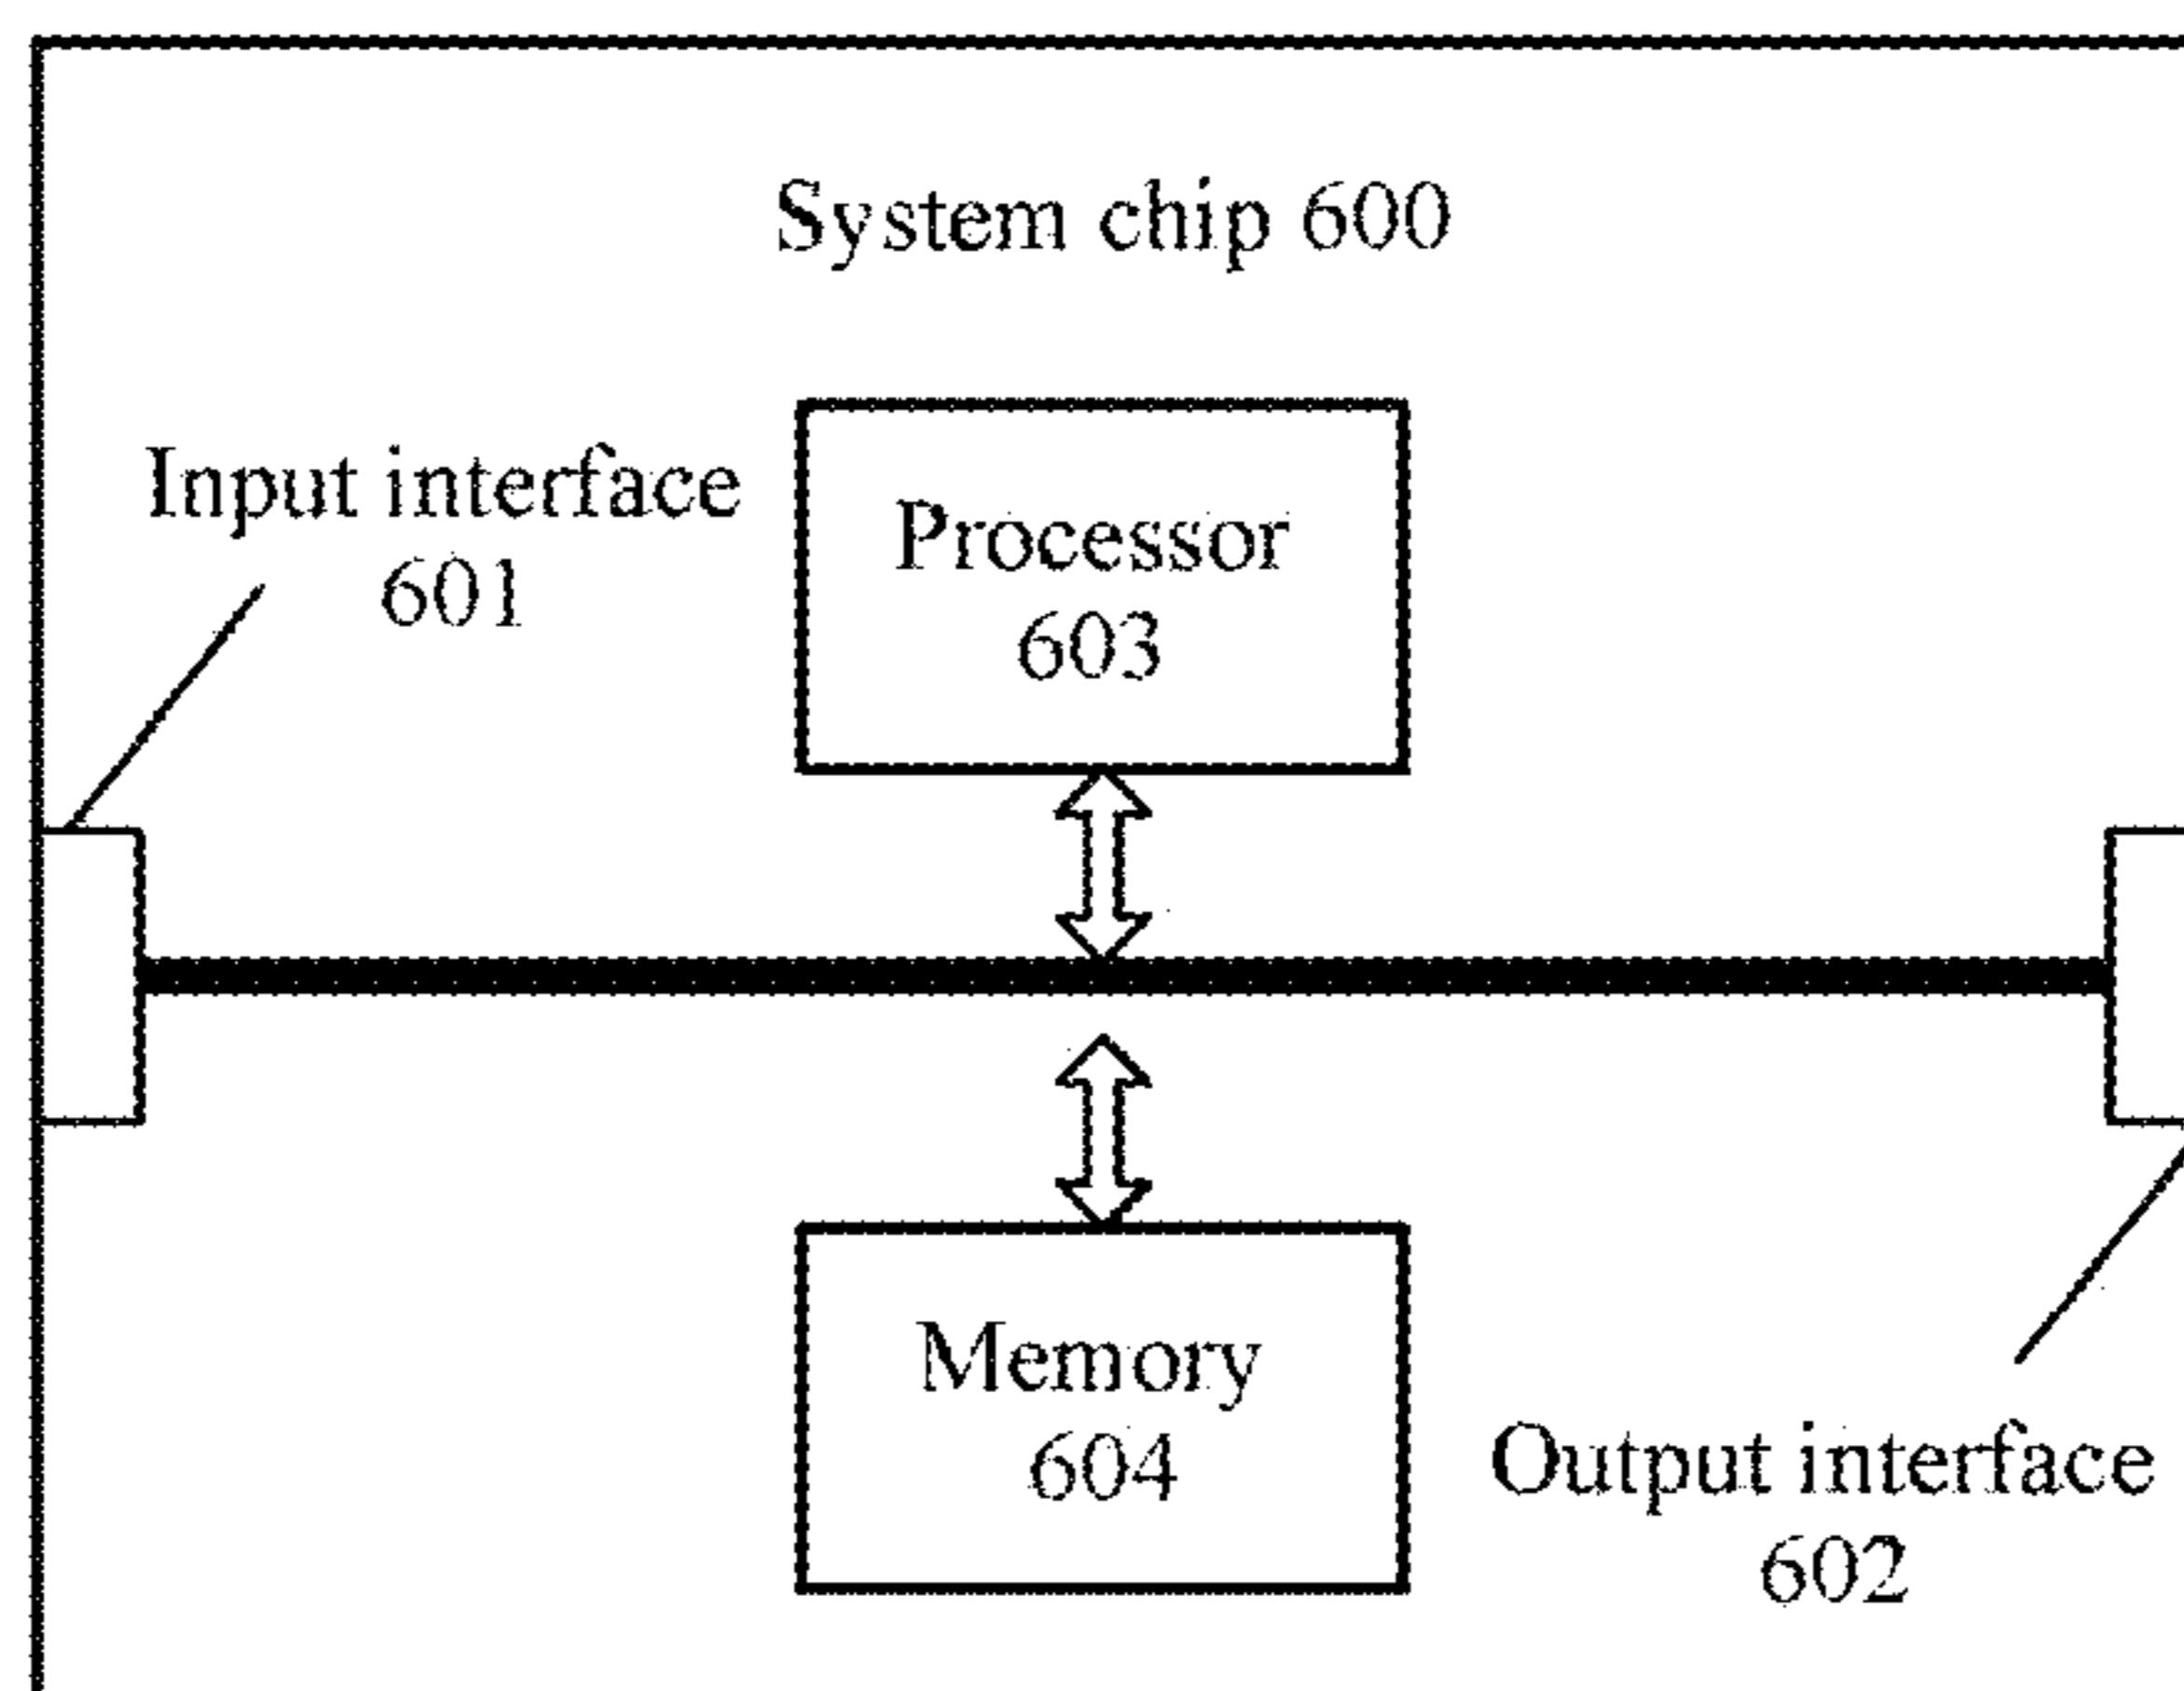 System chip 600
Input interface
601
Processor
603
Memory
604
Output interface
602